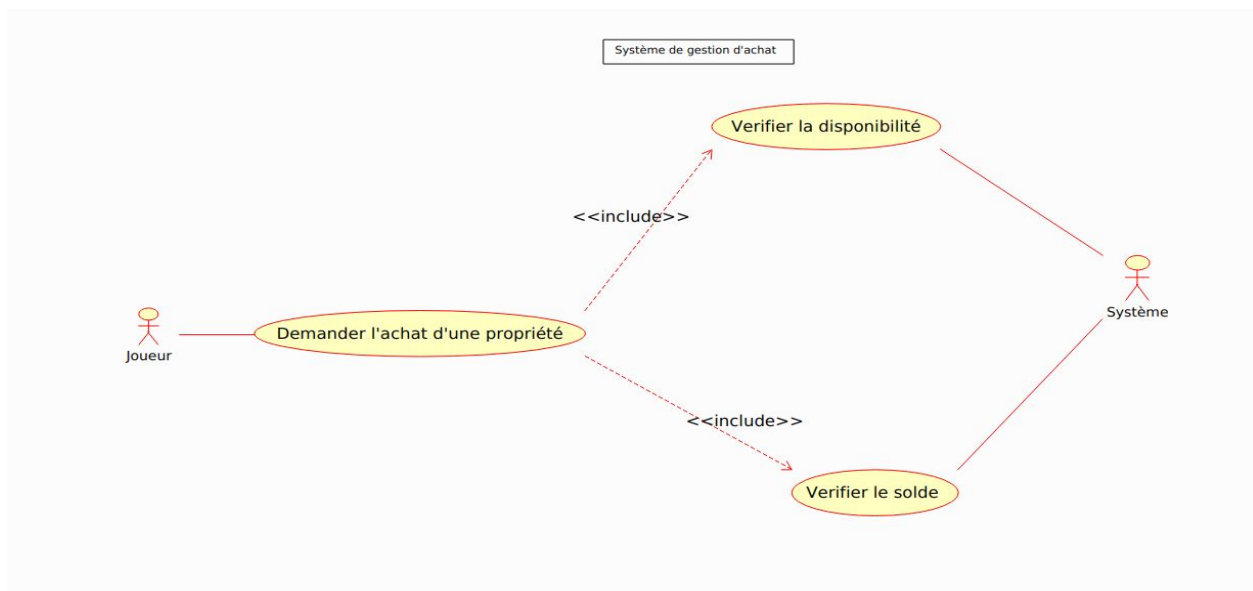 Système de gestion d'achat
Verifier la disponibilité
<<include>>
Système
Demander l'achat d'une propriété
Joueur
<<include>>
Verifier le solde